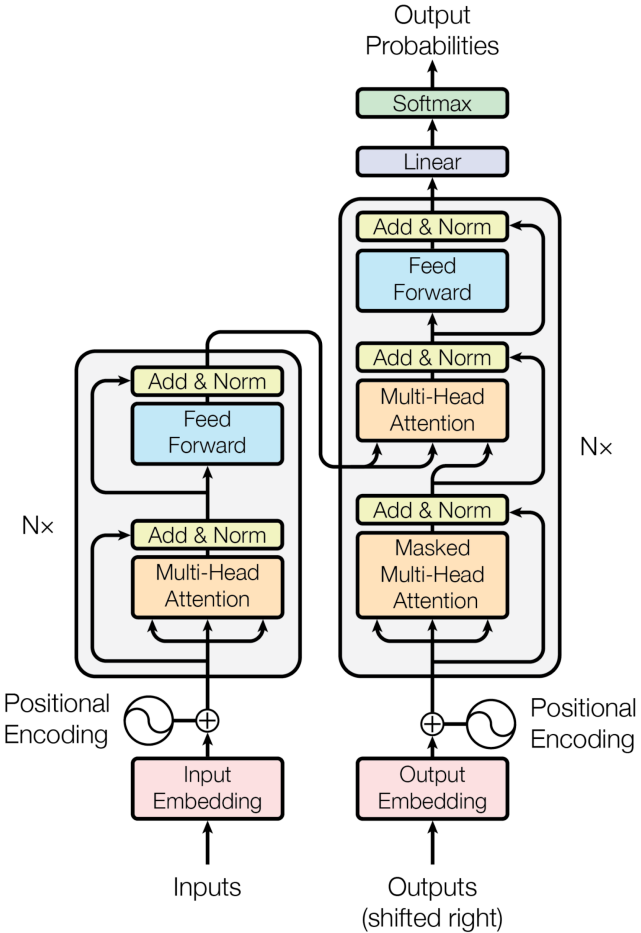 Output
Probabilities
Softmax
Linear
Add & Norm
Feed
Forward
Add & Norm
Multi-Head
Attention
Add & Norm
Masked
Multi-Head
Attention
N×
Add & Norm
Feed
Forward
Add & Norm
Multi-Head
Attention
N×
Positional
Encoding
Positional
Encoding
Input
Embedding
Output
Embedding
Inputs
Outputs
(shifted right)